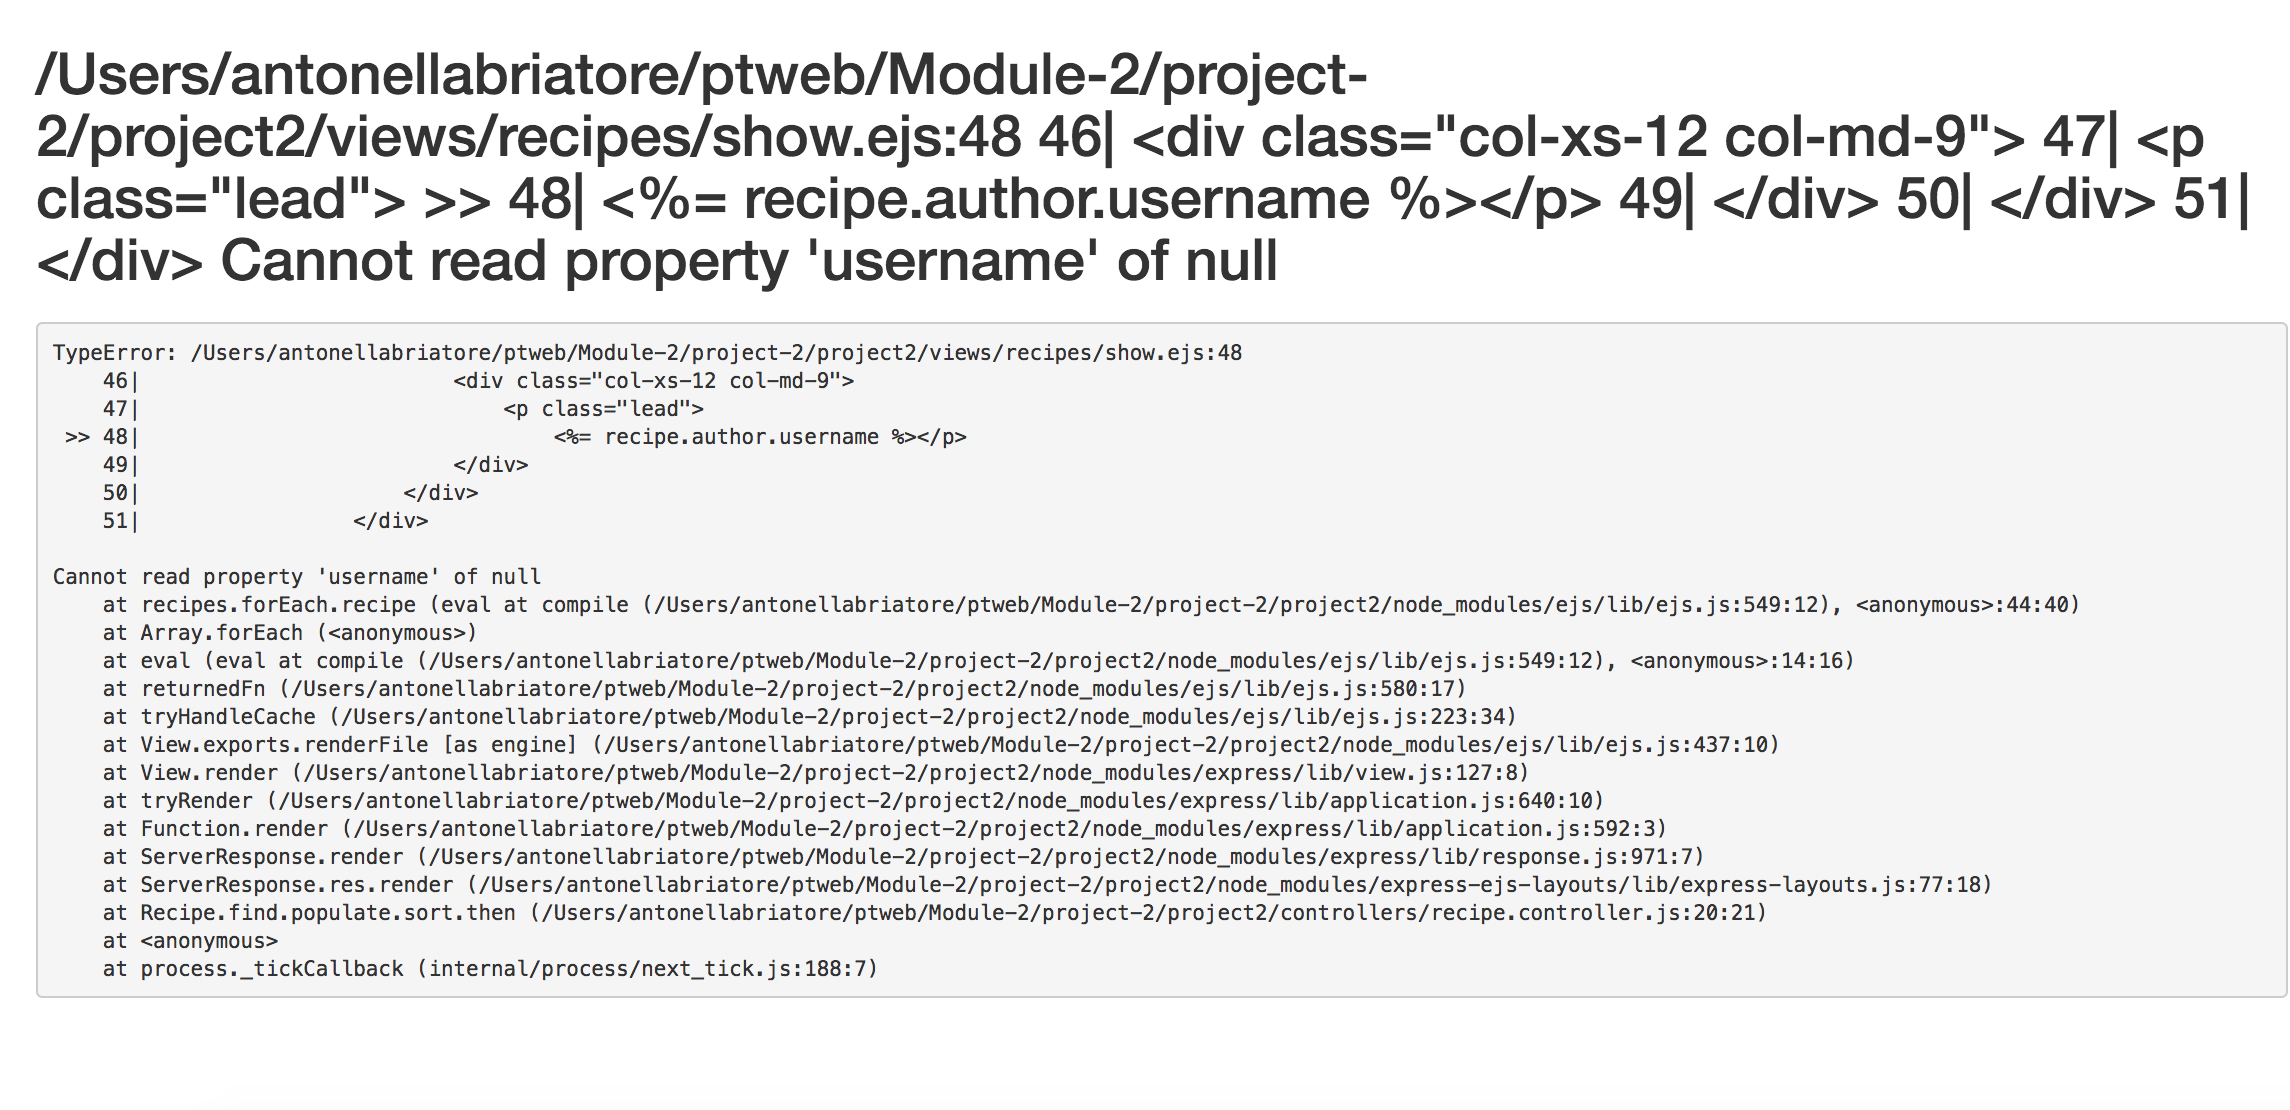 /Users/antonellabriatore/ptweb/Module-2/project-
2/project2/views/recipes/show.ejs:48 46| <div class="col-xs-12 col-md-9"> 47| <p
class="lead"> >> 48| <%= recipe.author.username %></p> 49| </div> 50| </div> 51|
</div> Cannot read property 'username' of null
TypeError: /Users/antonellabriatore/ptweb/Module-2/project-2/project2/views/recipes/show.ejs:48
    46|                         <div class="col-xs-12 col-md-9">
    47|                             <p class="lead">
 >> 48|                                 <%= recipe.author.username %></p>
    49|                         </div>
    50|                     </div>
    51|                 </div>
Cannot read property 'username' of null
    at recipes.forEach.recipe (eval at compile (/Users/antonellabriatore/ptweb/Module-2/project-2/project2/node_modules/ejs/lib/ejs.js:549:12), <anonymous>:44:40)
    at Array.forEach (<anonymous>)
    at eval (eval at compile (/Users/antonellabriatore/ptweb/Module-2/project-2/project2/node_modules/ejs/lib/ejs.js:549:12), <anonymous>:14:16)
    at returnedFn (/Users/antonellabriatore/ptweb/Module-2/project-2/project2/node_modules/ejs/lib/ejs.js:580:17)
    at tryHandleCache (/Users/antonellabriatore/ptweb/Module-2/project-2/project2/node_modules/ejs/lib/ejs.js:223:34)
    at View.exports.renderFile [as engine] (/Users/antonellabriatore/ptweb/Module-2/project-2/project2/node_modules/ejs/lib/ejs.js:437:10)
    at View.render (/Users/antonellabriatore/ptweb/Module-2/project-2/project2/node_modules/express/lib/view.js:127:8)
    at tryRender (/Users/antonellabriatore/ptweb/Module-2/project-2/project2/node_modules/express/lib/application.js:640:10)
    at Function.render (/Users/antonellabriatore/ptweb/Module-2/project-2/project2/node_modules/express/lib/application.js:592:3)
    at ServerResponse.render (/Users/antonellabriatore/ptweb/Module-2/project-2/project2/node_modules/express/lib/response.js:971:7)
    at ServerResponse.res.render (/Users/antonellabriatore/ptweb/Module-2/project-2/project2/node_modules/express-ejs-layouts/lib/express-layouts.js:77:18)
    at Recipe.find.populate.sort.then (/Users/antonellabriatore/ptweb/Module-2/project-2/project2/controllers/recipe.controller.js:20:21)
    at <anonymous>
    at process._tickCallback (internal/process/next_tick.js:188:7)